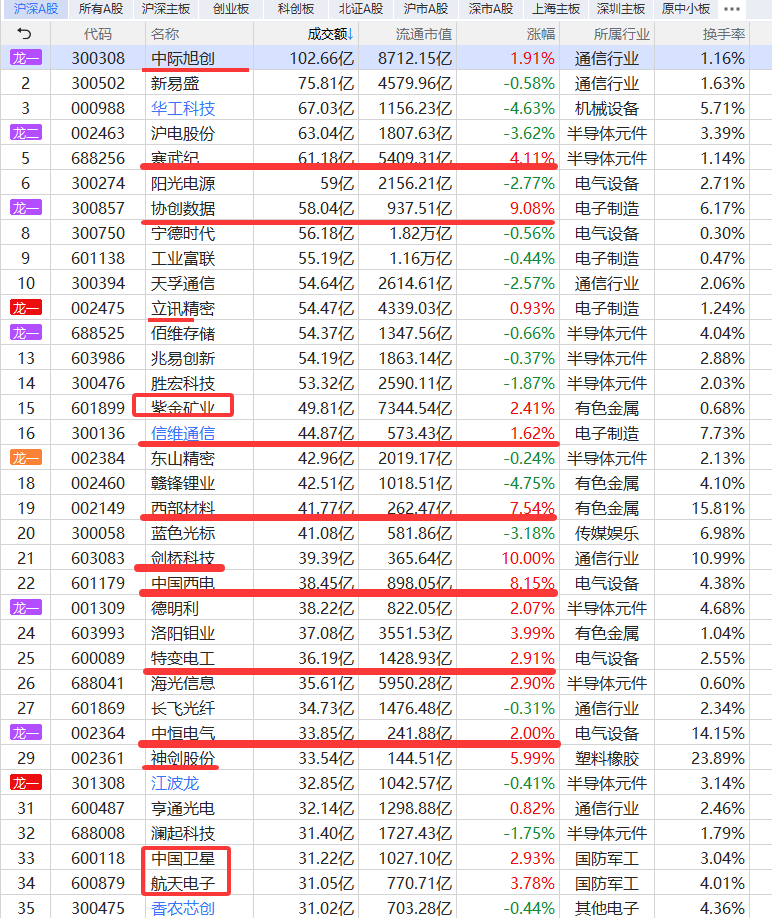 沪深A股 所有A股 沪深主板 创业板 科创板 北证A股 沪市A股 深市A股 上海主板 深圳主板 原中小板 •••
代码 名称 成交额↓ 流通市值 涨幅 所属行业 换手率
龙一 300308 中际旭创 102.66亿 8712.15亿 1.91% 通信行业 1.16%
2 300502 新易盛 75.81亿 4579.96亿 -0.58% 通信行业 1.63%
3 000988 华工科技 67.03亿 1156.23亿 -4.63% 机械设备 5.71%
龙二 002463 沪电股份 63.04亿 1807.63亿 -3.62% 半导体元件 3.39%
5 688256 寒武纪 61.18亿 5409.31亿 4.11% 半导体元件 1.14%
6 300274 阳光电源 59亿 2156.21亿 -2.77% 电气设备 2.71%
龙一 300857 协创数据 58.04亿 937.51亿 9.08% 电子制造 6.17%
8 300750 宁德时代 56.18亿 1.82万亿 -0.56% 电气设备 0.30%
9 601138 工业富联 55.19亿 1.16万亿 -0.44% 电子制造 0.47%
10 300394 天孚通信 54.64亿 2614.61亿 -2.57% 通信行业 2.06%
龙一 002475 立讯精密 54.47亿 4339.03亿 0.93% 电子制造 1.24%
龙一 688525 佰维存储 54.37亿 1347.56亿 -0.66% 半导体元件 4.04%
13 603986 兆易创新 54.19亿 1863.14亿 -0.37% 半导体元件 2.88%
14 300476 胜宏科技 53.32亿 2590.11亿 -1.87% 半导体元件 2.03%
15 601899 紫金矿业 49.81亿 7344.54亿 2.41% 有色金属 0.68%
16 300136 信维通信 44.87亿 573.43亿 1.62% 电子制造 7.73%
龙一 002384 东山精密 42.96亿 2019.17亿 -0.24% 半导体元件 2.13%
18 002460 赣锋锂业 42.51亿 1018.51亿 -4.75% 有色金属 4.10%
19 002149 西部材料 41.77亿 262.47亿 7.54% 有色金属 15.81%
20 300058 蓝色光标 41.08亿 581.86亿 -3.18% 传媒娱乐 6.98%
21 603083 剑桥科技 39.39亿 365.64亿 10.00% 通信行业 10.99%
22 601179 中国西电 38.45亿 898.05亿 8.15% 电气设备 4.38%
龙一 001309 德明利 38.22亿 822.05亿 2.07% 半导体元件 4.68%
24 603993 洛阳钼业 37.08亿 3551.53亿 3.99% 有色金属 1.04%
25 600089 特变电工 36.19亿 1428.93亿 2.91% 电气设备 2.55%
26 688041 海光信息 35.61亿 5950.28亿 2.90% 半导体元件 0.60%
27 601869 长飞光纤 34.73亿 1476.48亿 -0.31% 通信行业 2.34%
龙一 002364 中恒电气 33.85亿 241.88亿 2.00% 电气设备 14.15%
29 002361 神剑股份 33.54亿 144.51亿 5.99% 塑料橡胶 23.89%
龙一 301308 江波龙 32.85亿 1042.57亿 -0.41% 半导体元件 3.14%
31 600487 亨通光电 32.14亿 1298.88亿 0.82% 通信行业 2.46%
32 688008 澜起科技 31.40亿 1727.43亿 -1.75% 半导体元件 1.79%
33 600118 中国卫星 31.22亿 1027.10亿 2.93% 国防军工 3.04%
34 600879 航天电子 31.05亿 770.71亿 3.78% 国防军工 4.01%
35 300475 香农芯创 31.02亿 703.28亿 -0.44% 其他电子 4.36%